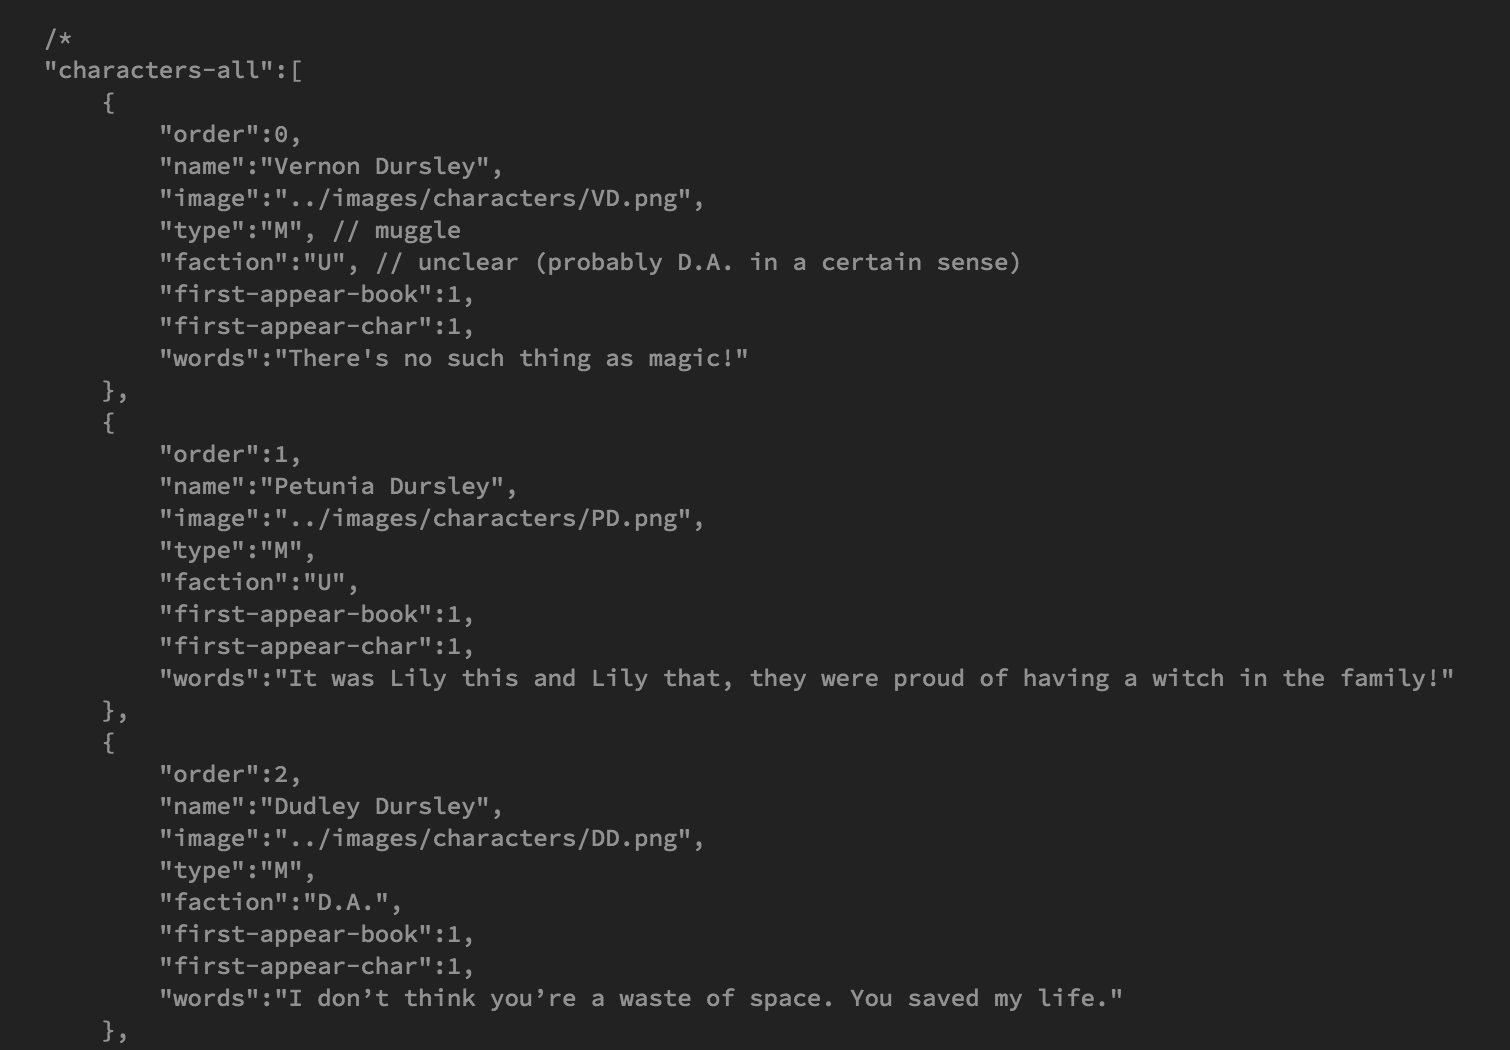 /*
"characters-all":[
{
"order":0,
"name":"Vernon Dursley",
"image":"../images/characters/VD.png",
"type":"M", // muggle
"faction":"U", // unclear (probably D.A. in a certain sense)
"first-appear-book":1,
"first-appear-char":1,
"words":"There's no such thing as magic!"
},
{
"order":1,
"name":"Petunia Dursley",
"image":"../images/characters/PD.png",
"type":"M",
"faction":"U",
"first-appear-book":1,
"first-appear-char":1,
"words":"It was Lily this and Lily that, they were proud of having a witch in the family!"
},
{
"order":2,
"name":"Dudley Dursley",
"image":"../images/characters/DD.png",
"type":"M",
"faction":"D.A.",
"first-appear-book":1,
"first-appear-char":1,
"words":"I don’t think you’re a waste of space. You saved my life."
},